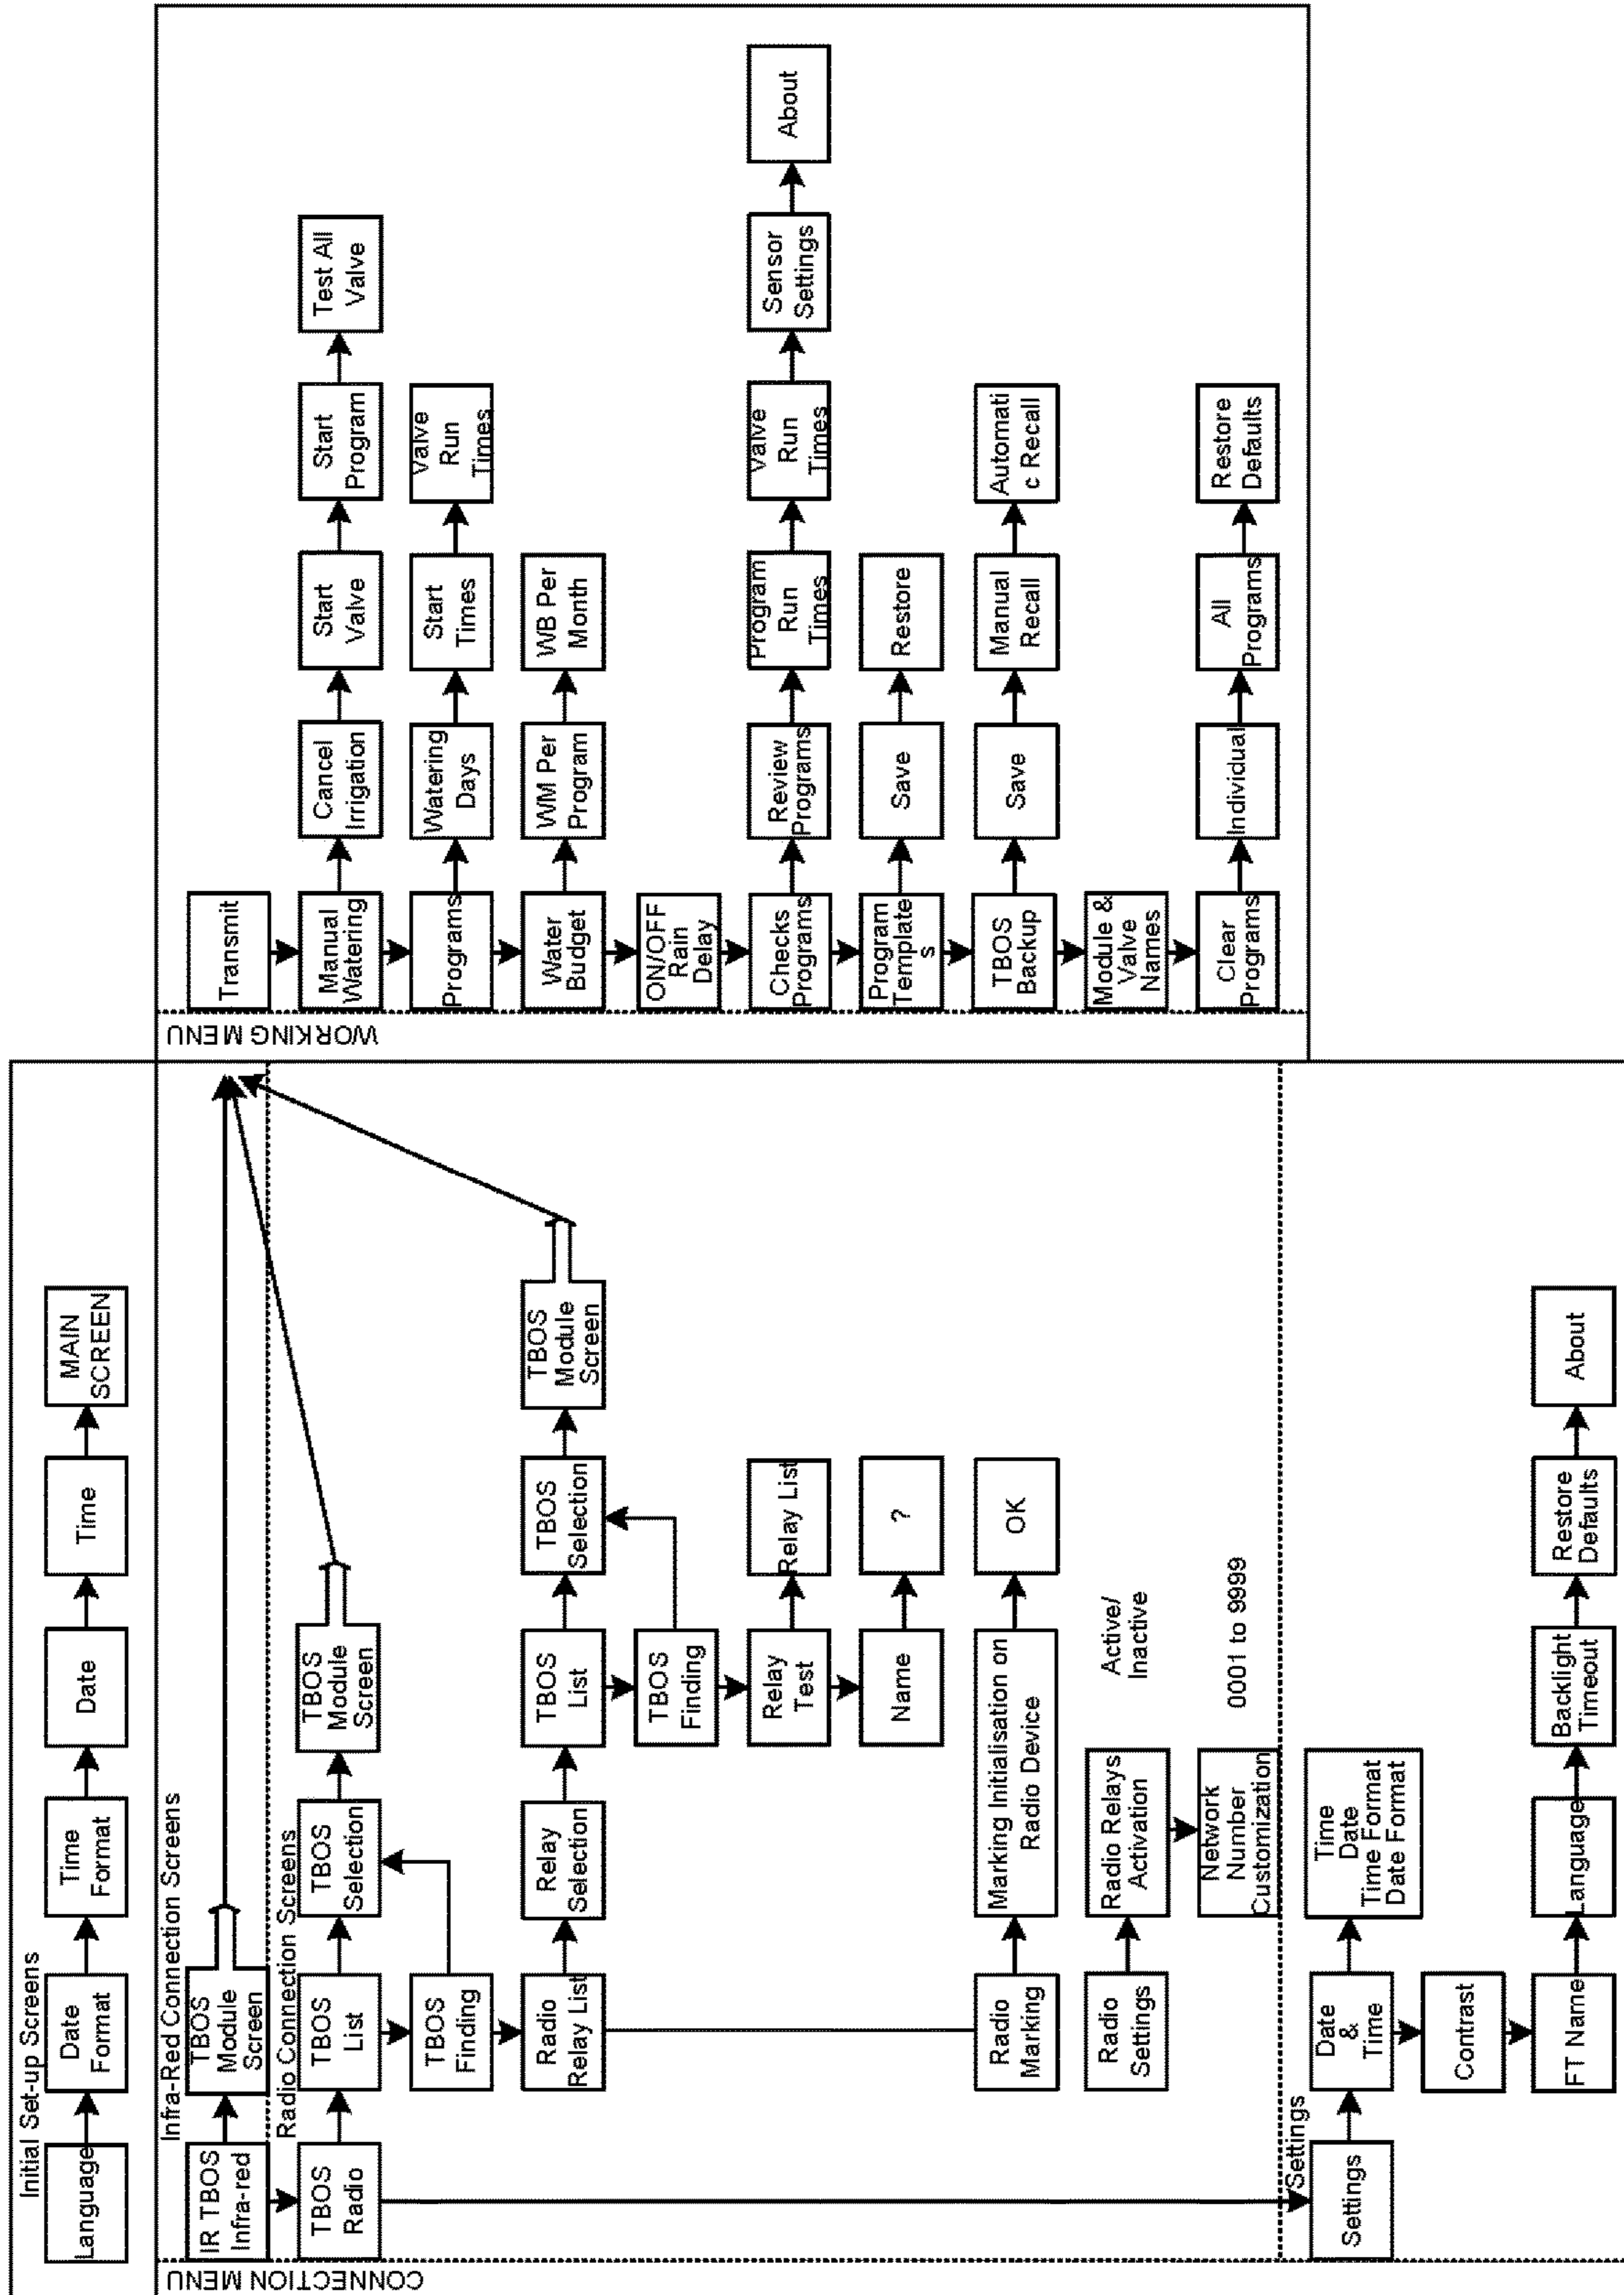 Initial Set-up Screens
Language
Date
Format
Time
Format
Date
Time
MAIN
SCREEN
CONNECTION MENU
Infra-Red Connection Screens
IR TBOS
Infra-red
TBOS
Module
Screen
Radio Connection Screens
TBOS
Radio
TBOS
List
TBOS
Selection
TBOS
Module
Screen
TBOS
Finding
Radio
Relay List
Relay
Selection
TBOS
List
TBOS
Selection
TBOS
Module
Screen
TBOS
Finding
Relay
Test
Relay List
Name
?
Radio
Marking
Marking Initialisation on
Radio Device
OK
Radio
Settings
Radio Relays
Activation
Active/
Inactive
Network
Number
Customization
0001 to 9999
Settings
Settings
Date
&
Time
Time
Date
Time Format
Date Format
Contrast
FT Name
Language
Backlight
Timeout
Restore
Defaults
About
WORKING MENU
Transmit
Manual
Watering
Cancel
Irrigation
Start
Valve
Start
Program
Test All
Valve
Programs
Watering
Days
Start
Times
Valve
Run
Times
Water
Budget
WM Per
Program
WB Per
Month
ON/OFF
Rain
Delay
Checks
Programs
Review
Programs
Program
Run
Times
Valve
Run
Times
Sensor
Settings
About
Program
Template
s
Save
Restore
TBOS
Backup
Save
Manual
Recall
Automati
c Recall
Module &
Valve
Names
Clear
Programs
Individual
All
Programs
Restore
Defaults